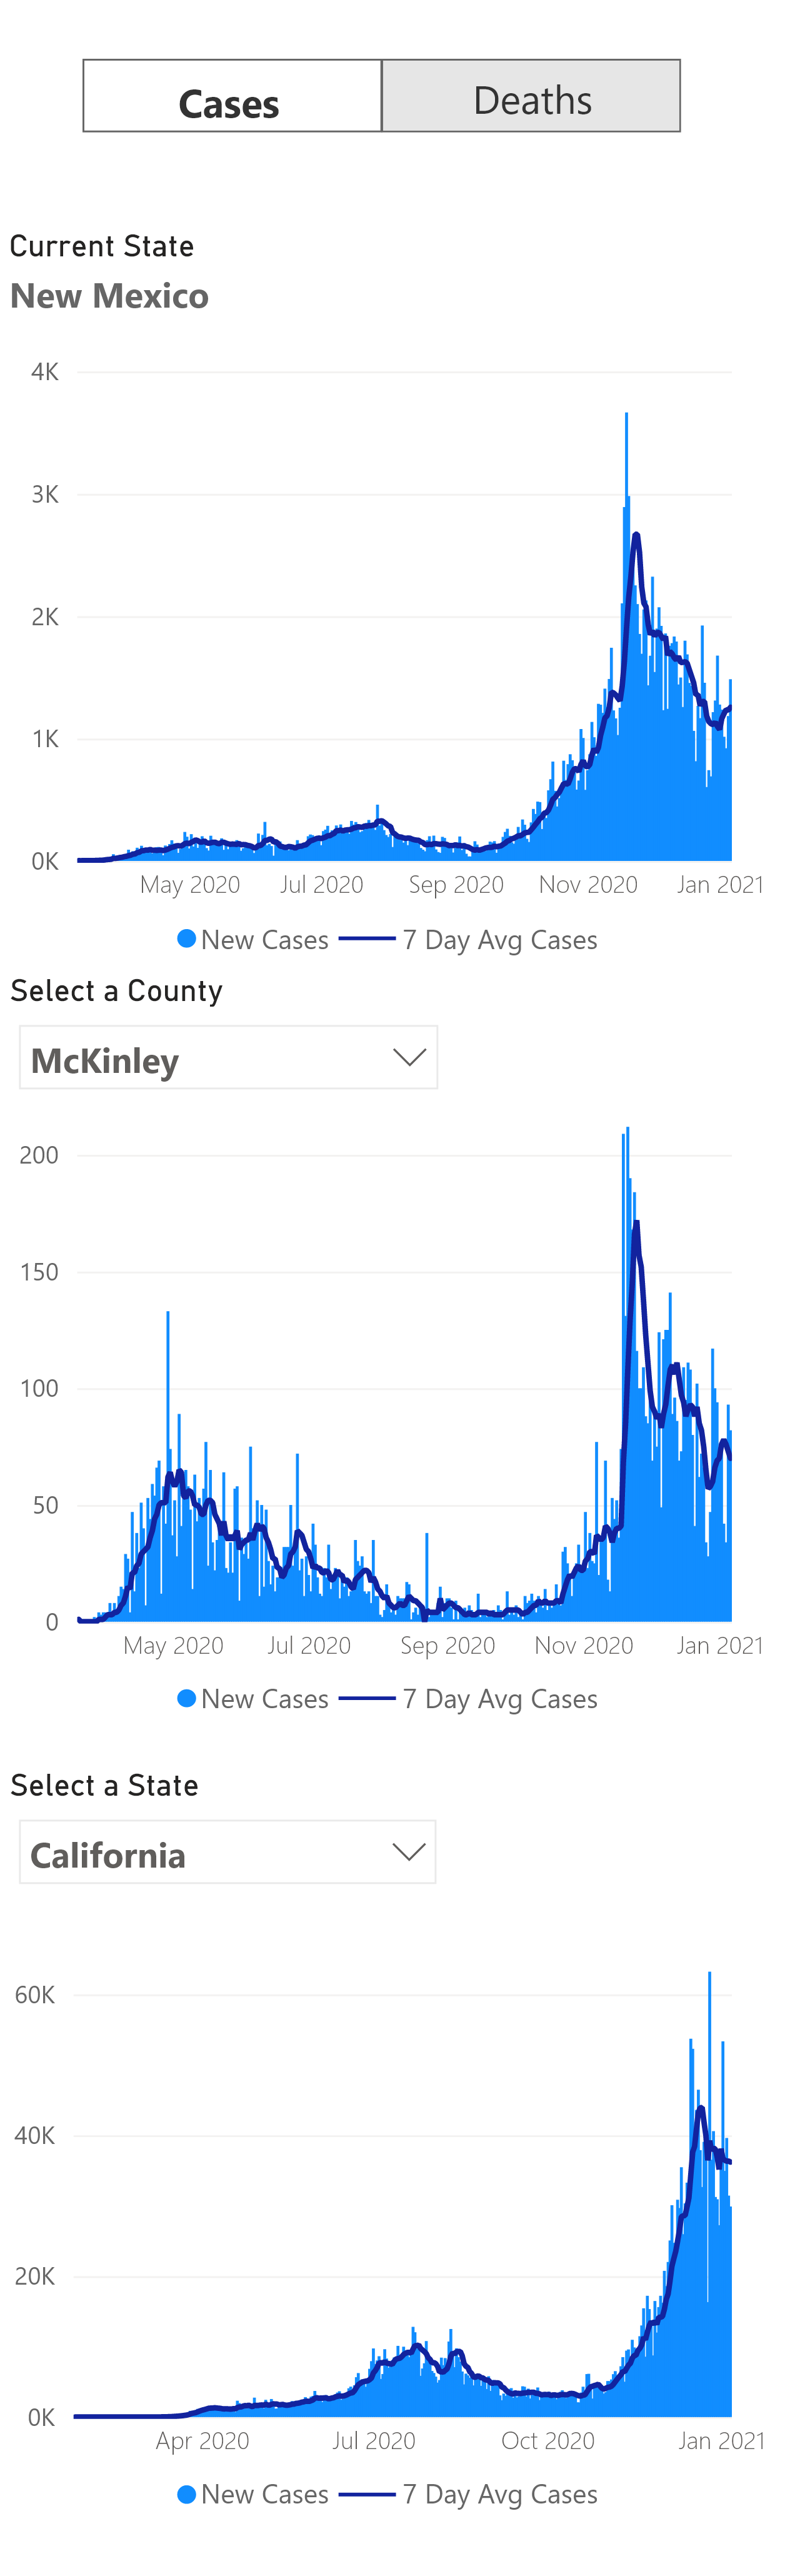 Cases Deaths
Current State
New Mexico
4K
3K
2K
1K
0K
May 2020 Jul 2020 Sep 2020 Nov 2020 Jan 2021
New Cases 7 Day Avg Cases
Select a County
McKinley
200
150
100
50
0
May 2020 Jul 2020 Sep 2020 Nov 2020 Jan 2021
New Cases 7 Day Avg Cases
Select a State
California
60K
40K
20K
0K
Apr 2020 Jul 2020 Oct 2020 Jan 2021
New Cases 7 Day Avg Cases